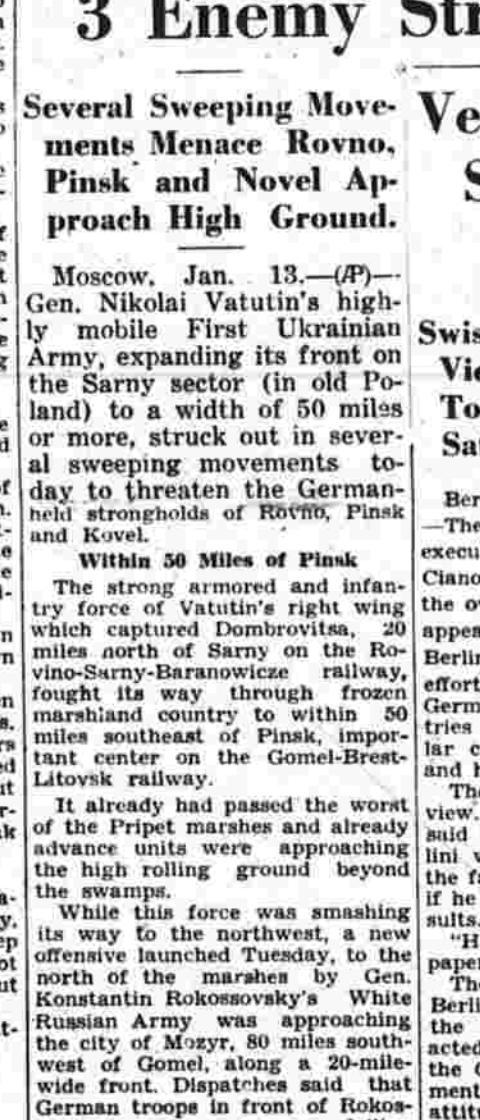 3 Enemy
Several Sweeping Move-
ments Menace Rovno,
Pinsk and Novel Ap-
proach High Ground.
Moscow, Jan. 13.—(AP)—
Gen. Nikolai Vatutin's high-
ly mobile First Ukrainian
Army, expanding its front on
the Sarny sector (in old Po-
land) to a width of 50 miles
or more, struck out in sever-
al sweeping movements to-
day to threaten the German-
held strongholds of Rovno, Pinsk
and Kovel.
Within 50 Miles of Pinsk
The strong armored and infan-
try force of Vatutin's right wing
which captured Dombrovitsa, 20
miles north of Sarny on the Ro-
vino-Sarny-Baranowicze railway,
fought its way through frozen
marshland country to within 50
miles southeast of Pinsk, impor-
tant center on the Gomel-Brest-
Litovsk railway.
It already had passed the worst
of the Pripet marshes and already
advance units were approaching
the high rolling ground beyond
the swamps.
While this force was smashing
its way to the northwest, a new
offensive launched Tuesday, to the
north of the marshes by Gen.
Konstantin Rokossovsky's White
Russian Army was approaching
the city of Mozyr, 80 miles south-
west of Gomel, along a 20-mile-
wide front. Dispatches said that
German troops in front of Rokos-
Swis
Vie
To
Sa
Ber
—The
execu
Ciano
the ov
appea
Berlin
effort
Germ
tries
lar c
and h
The
view.
said
lini v
the fa
if he
sults.
"H
paper
The
Berli
the
acted
the G
ment
attitu